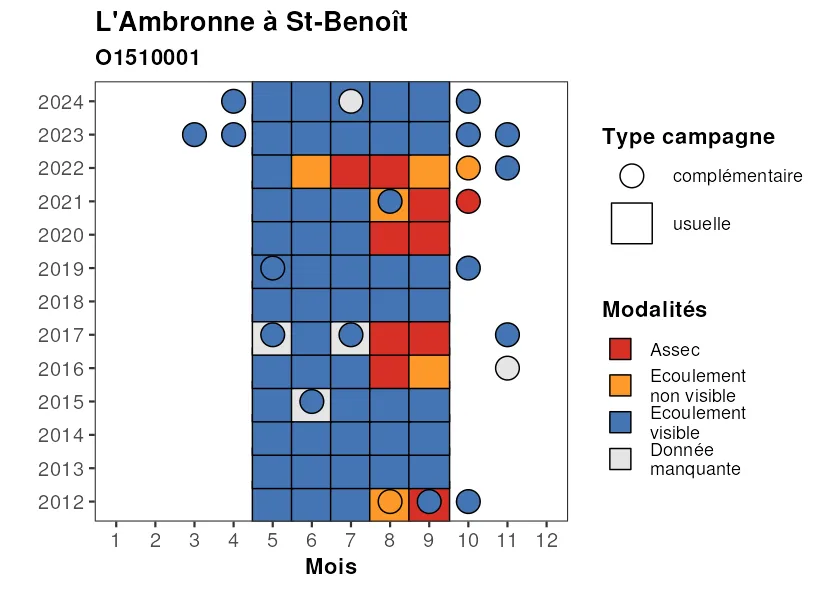 L'Ambronne à St-Benoît
O1510001
2024
2023
2022
2021
2020
2019
2018
2017
2016
2015
2014
2013
2012
1 2 3 4 5 6 7 8 9 10 11 12
Mois
Type campagne
complémentaire
usuelle
Modalités
Assec
Ecoulement
non visible
Ecoulement
visible
Donnée
manquante